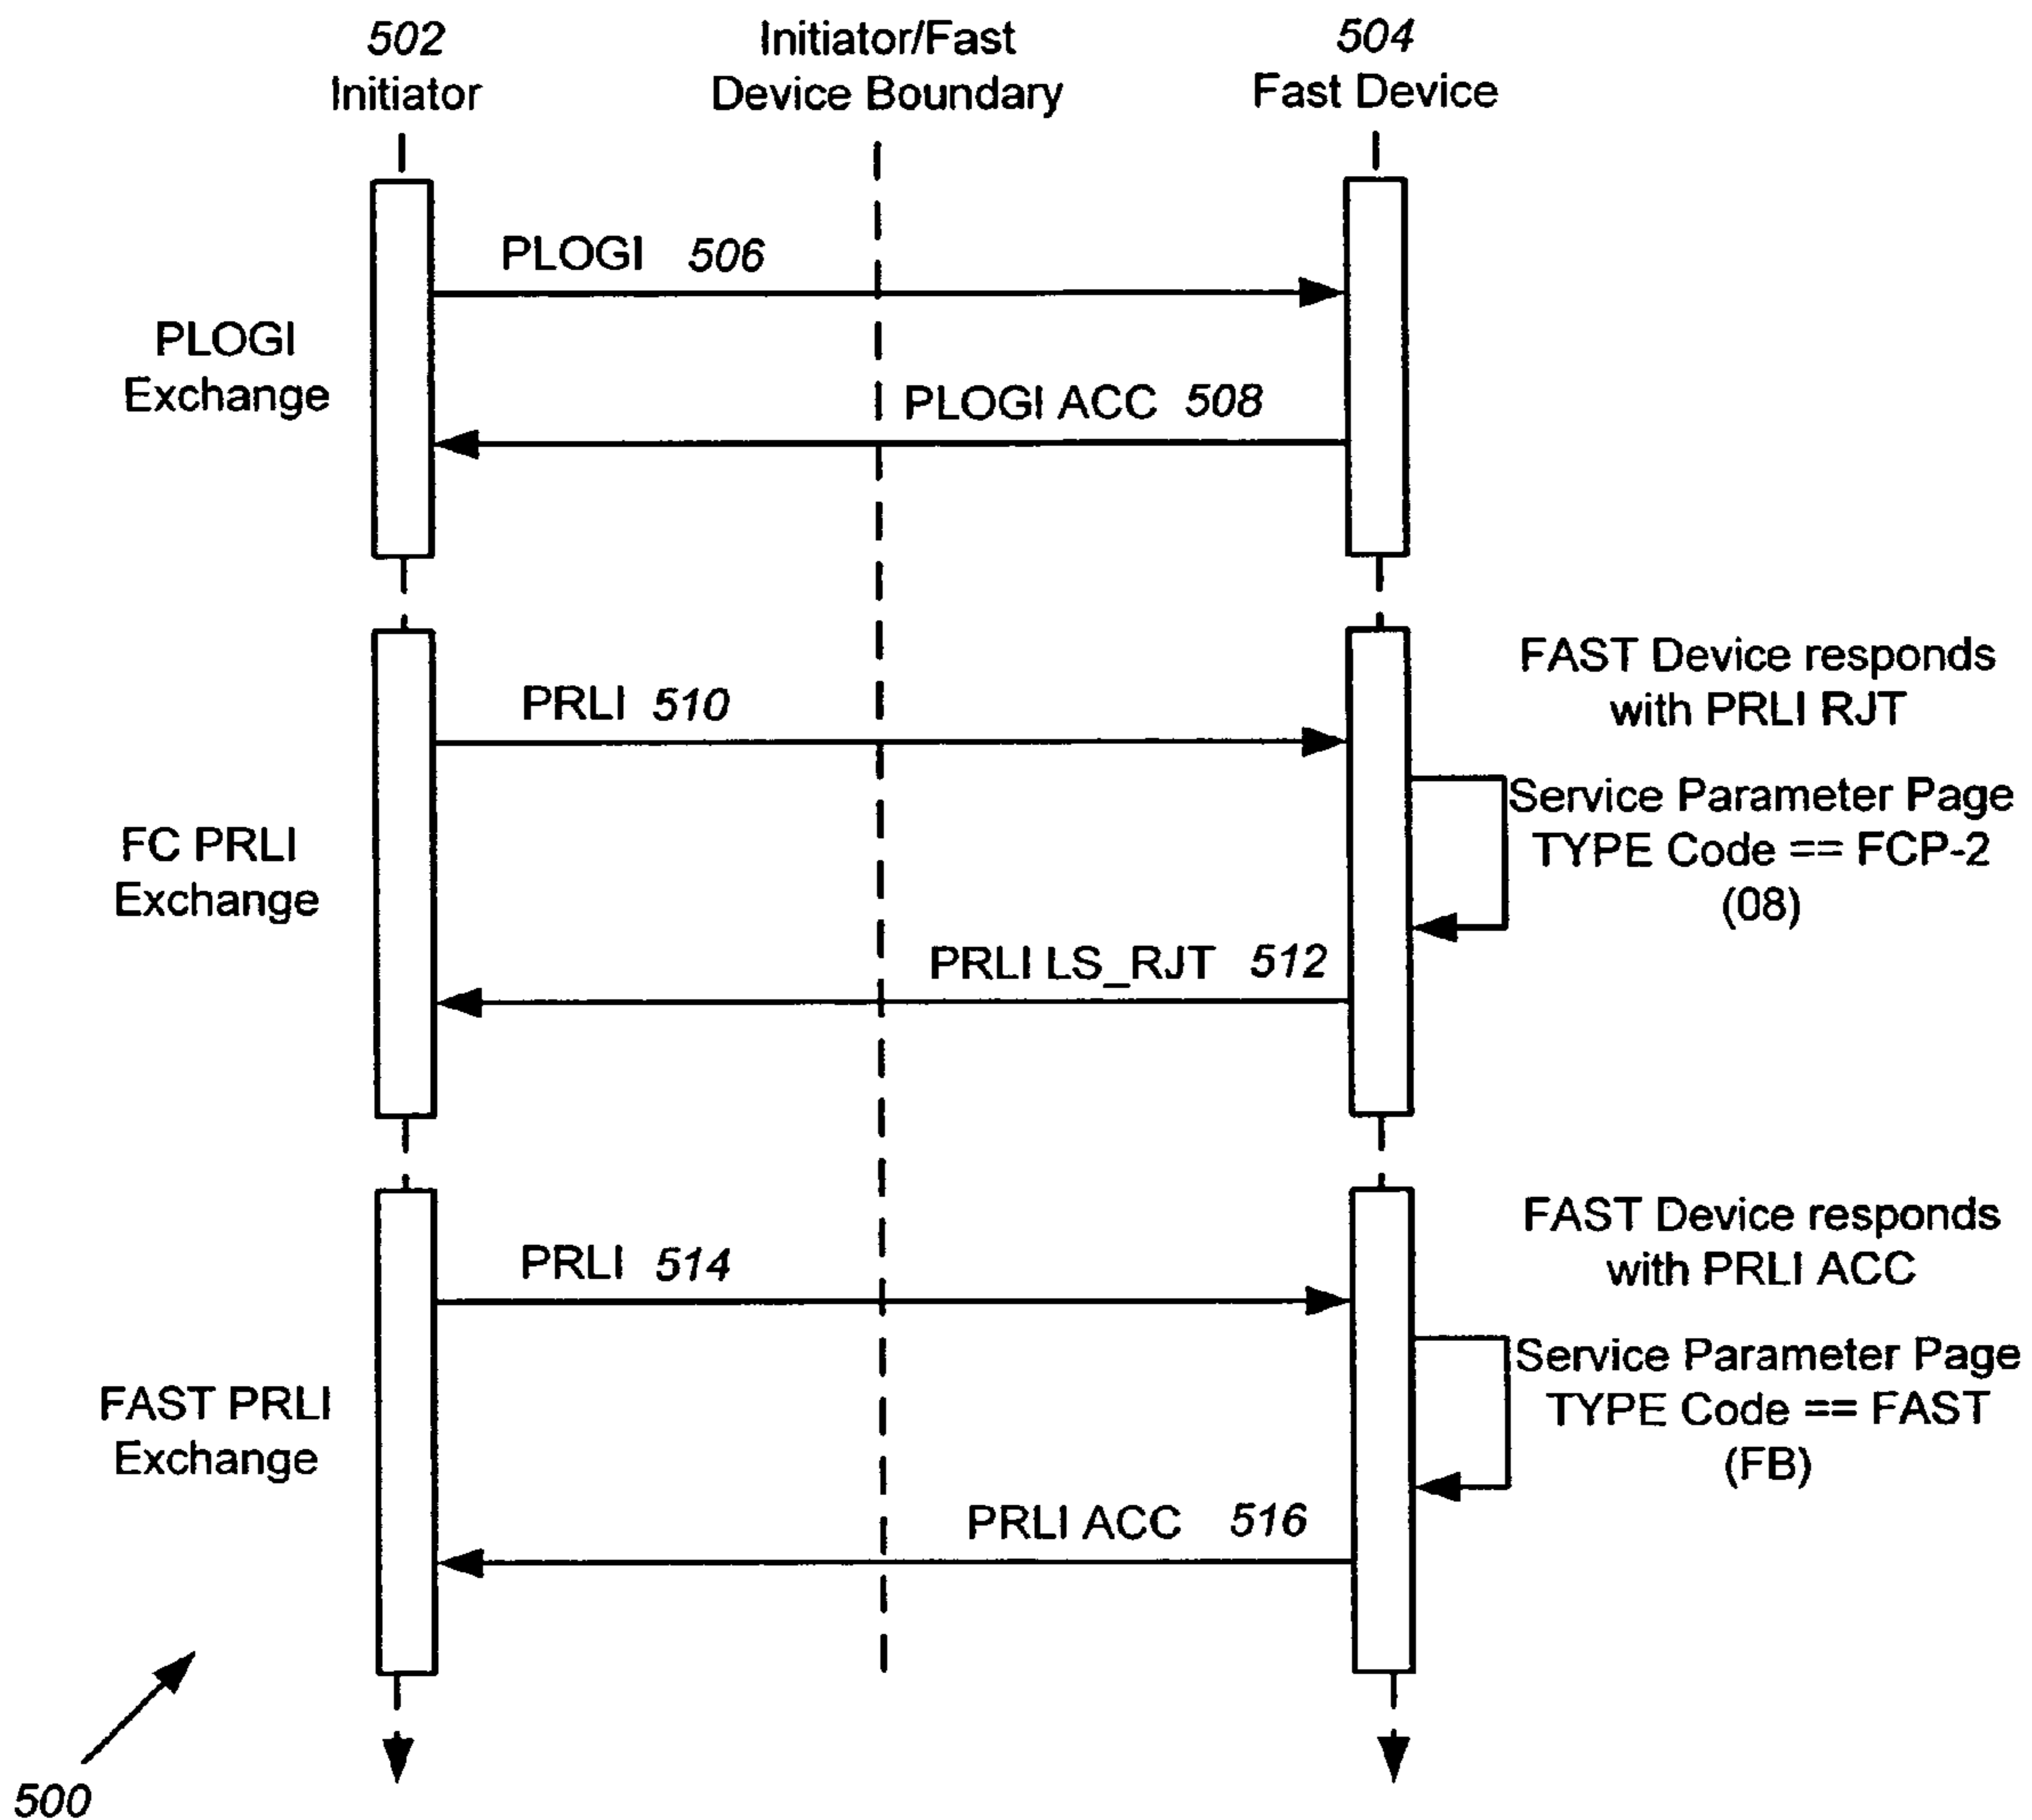 502
Initiator
Initiator/Fast
Device Boundary
504
Fast Device
PLOGI 506
PLOGI
Exchange
PLOGI ACC 508
FAST Device responds
with PRLI RJT
PRLI 510
Service Parameter Page
TYPE Code == FCP-2
(08)
FC PRLI
Exchange
PRLI LS_RJT 512
FAST Device responds
with PRLI ACC
PRLI 514
Service Parameter Page
TYPE Code == FAST
(FB)
FAST PRLI
Exchange
PRLI ACC 516
500